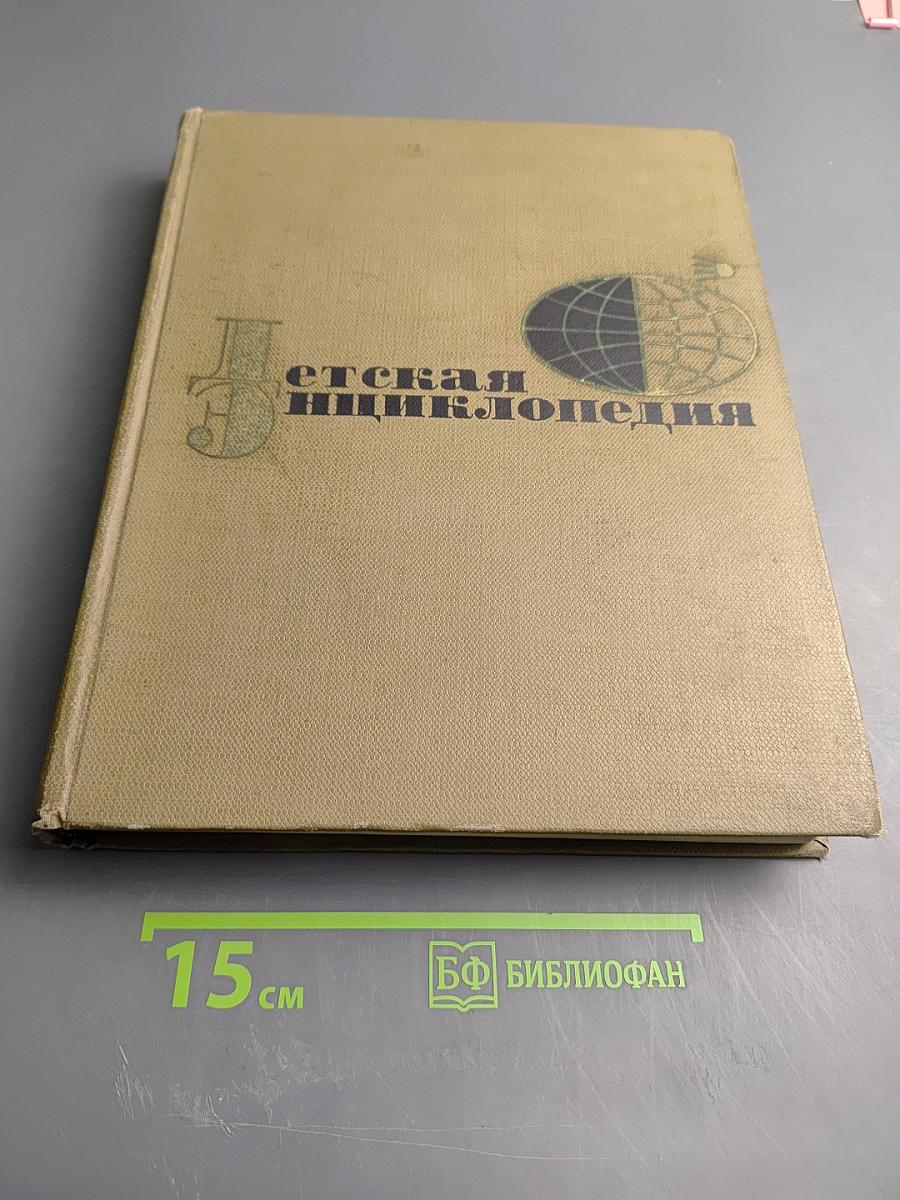 Детская
Энциклопедия
15 см
БФ БИБЛИОФАН